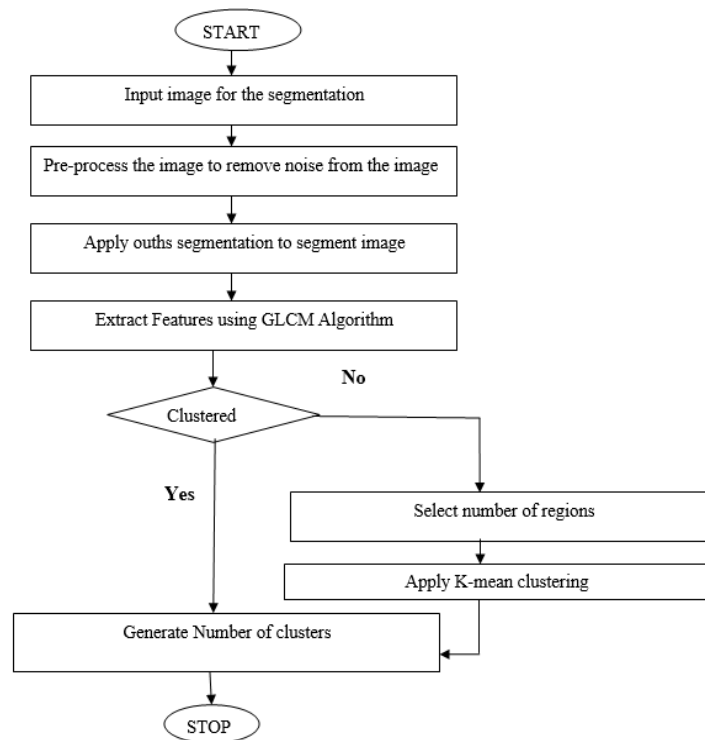 START
Input image for the segmentation
Pre-process the image to remove noise from the image
Apply ouths segmentation to segment image
Extract Features using GLCM Algorithm
No
Clustered
Yes
Select number of regions
Apply K-mean clustering
Generate Number of clusters
STOP